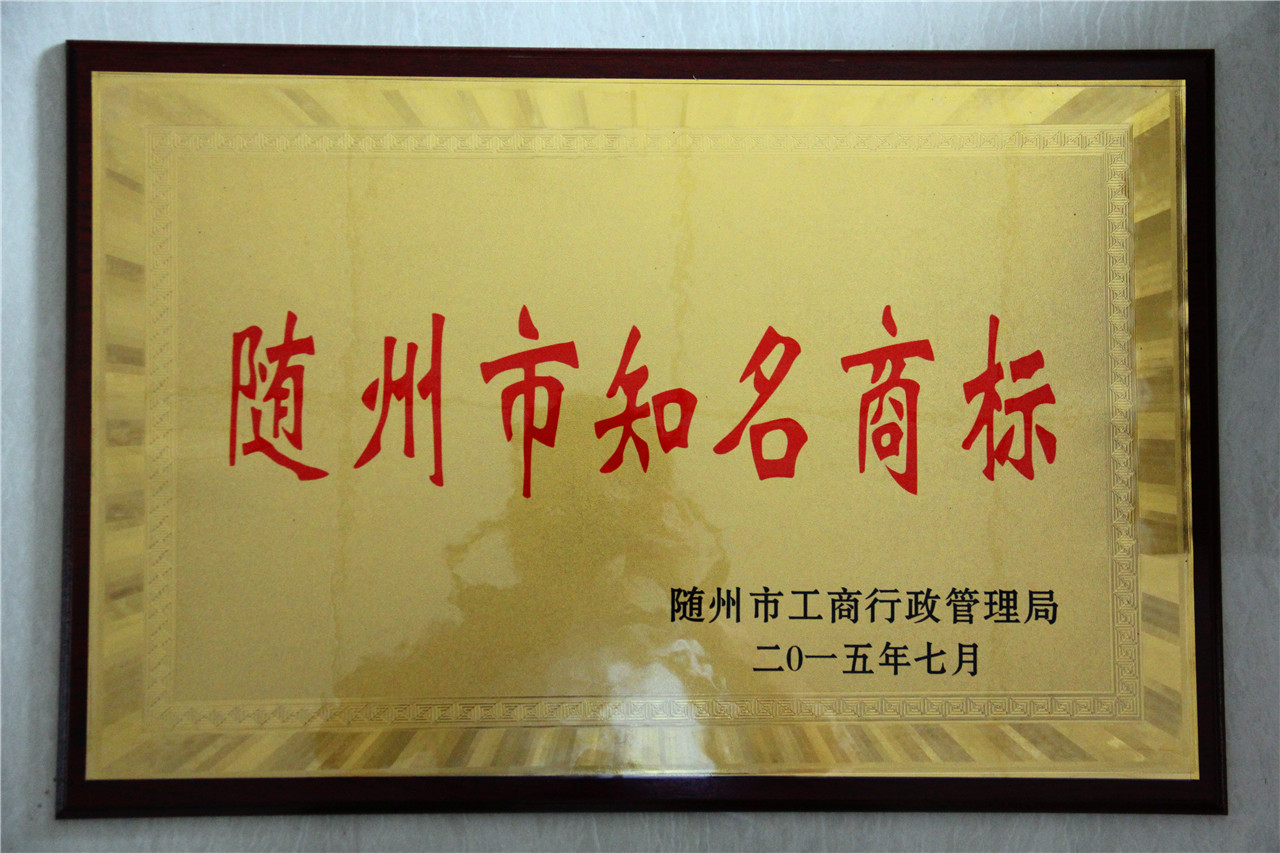 随州市知名商标
随州市工商行政管理局
二0一五年七月